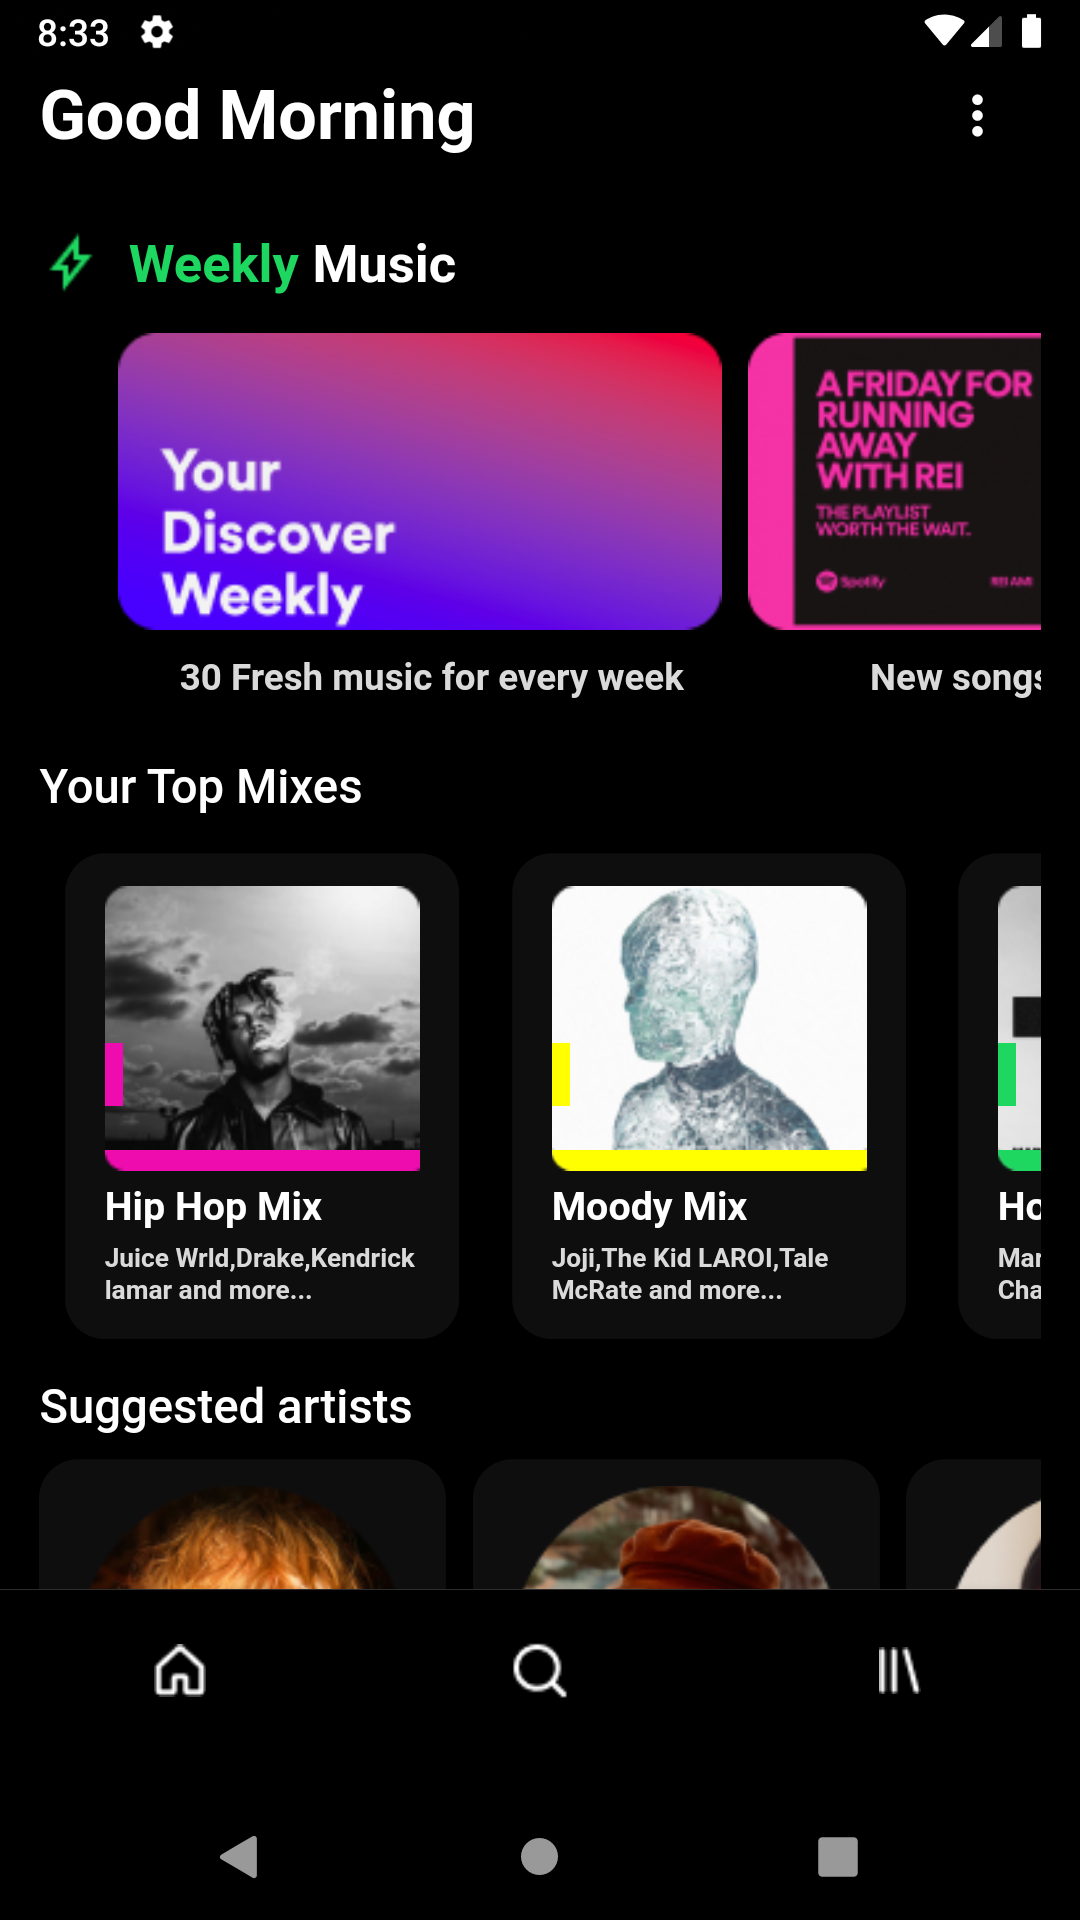 8:33
Good Morning
Weekly Music
Your
Discover
Weekly
A FRIDAY FOR
RUNNING
AWAY
WITH REI
THE PLAYLIST
WORTH THE WAIT.
Spotify
REI AMI
30 Fresh music for every week
New songs
Your Top Mixes
Hip Hop Mix
Juice Wrld,Drake,Kendrick
lamar and more...
Moody Mix
Joji,The Kid LAROI,Tale
McRate and more...
Ho
Mar
Cha
Suggested artists